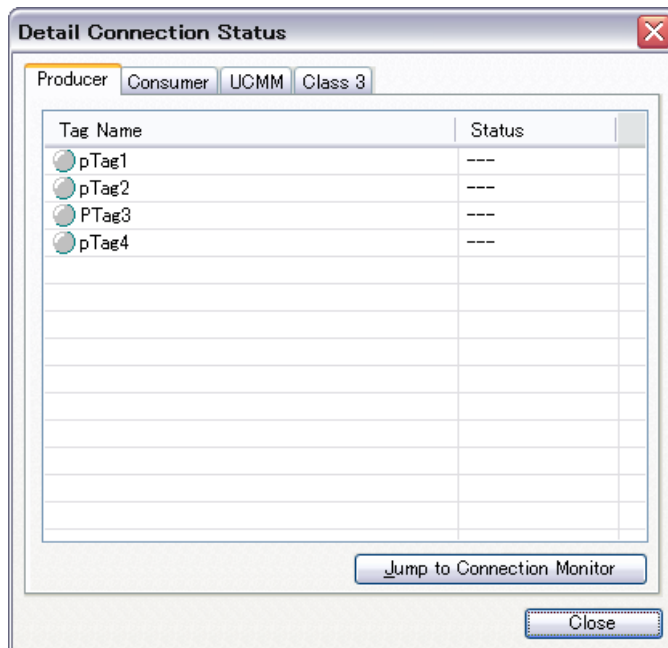 Detail Connection Status
Producer Consumer UCMM Class 3
Tag Name Status
pTag1 ---
pTag2 ---
PTag3 ---
pTag4 ---
Jump to Connection Monitor
Close